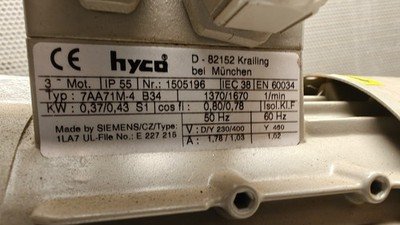 CE hyco D - 82152 Krailing
bei München
3~ Mot. IP 55 Nr.: 1505196 IEC 38 EN 60034
Typ: 7AA71M-4 B34 1370/1670 1/min
KW: 0,37/0,43 S1 cos fi: 0,80/0,78 Isol.Kl.F
50 Hz 60 Hz
Made by SIEMENS/CZ/Type: V: D/Y 230/400 Y 460
1LA7 UL-File No.: E 227 215 A: 1,78 / 1,03 1,02